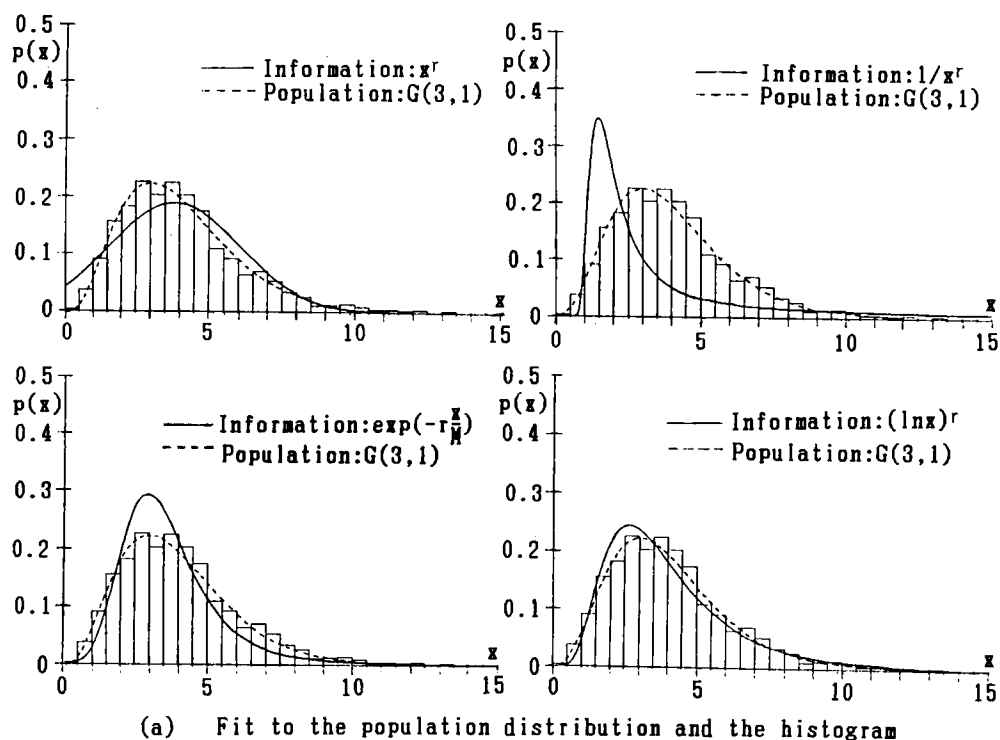 0.5
p(x)
0.4
0.3
0.2
0.1
0
Information:x^r
Population:G(3,1)
x
0 5 10 15
0.5
p(x)
0.4
0.3
0.2
0.1
0
Information:1/x^r
Population:G(3,1)
x
0 5 10 15
0.5
p(x)
0.4
0.3
0.2
0.1
0
Information:exp(-r x/M)
Population:G(3,1)
x
0 5 10 15
0.5
p(x)
0.4
0.3
0.2
0.1
0
Information:(lnx)^r
Population:G(3,1)
x
0 5 10 15
(a) Fit to the population distribution and the histogram